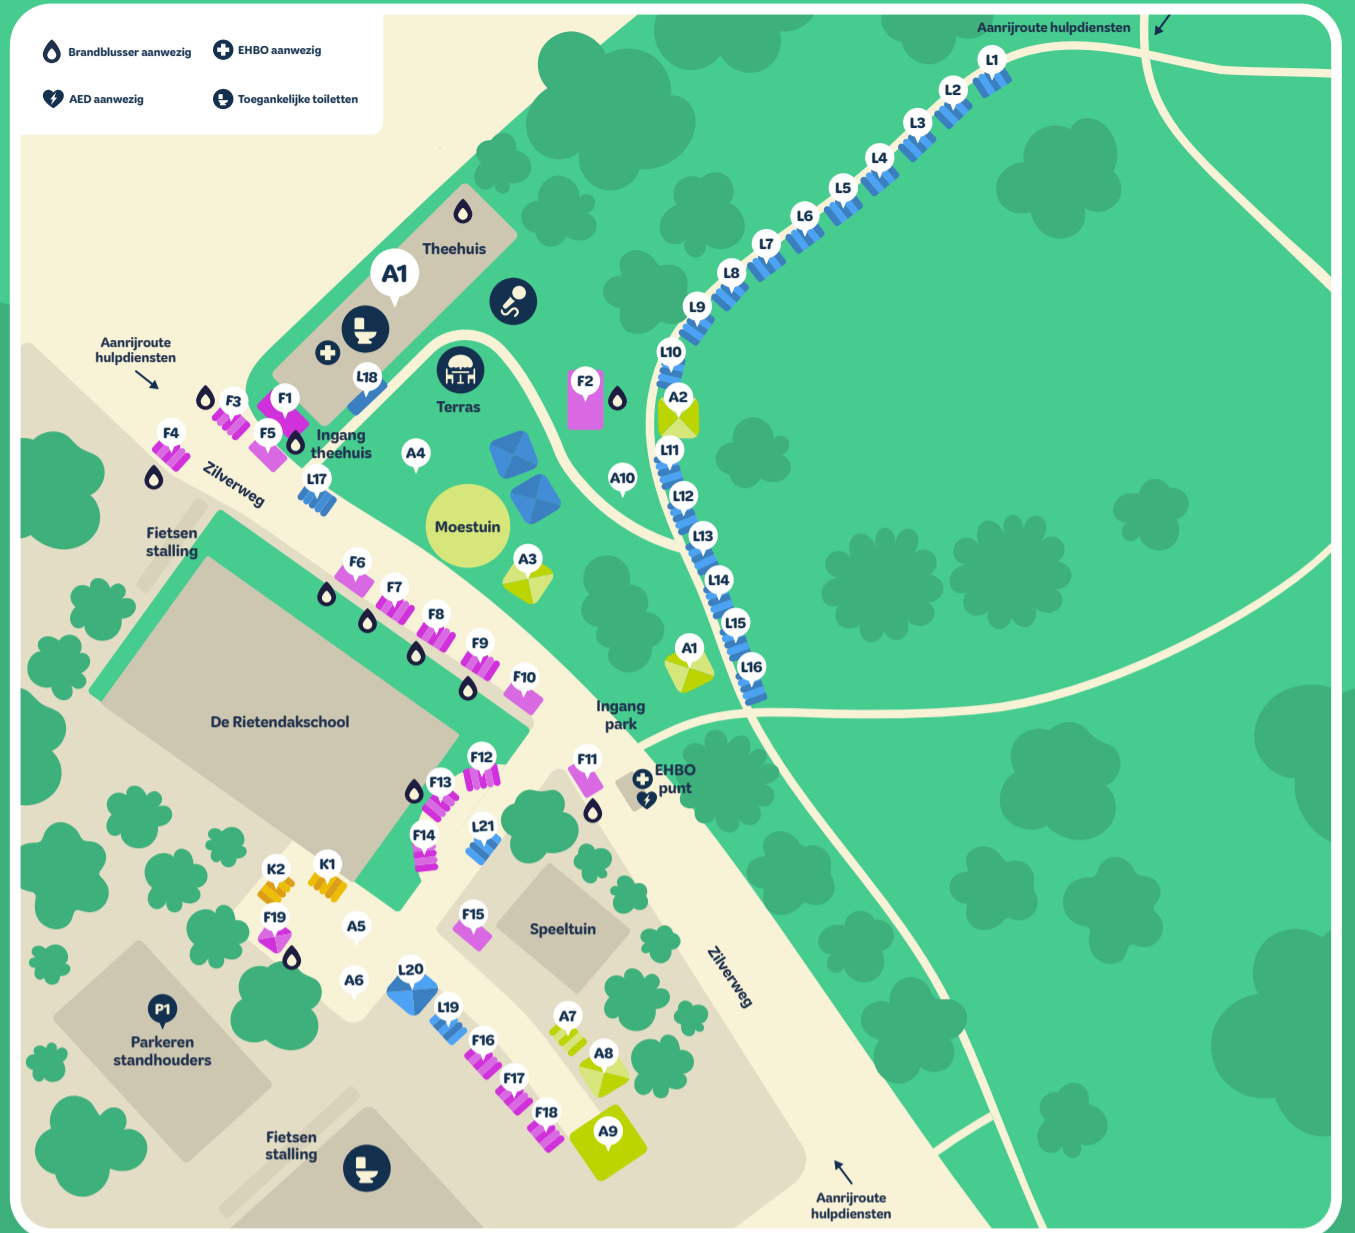 Brandblusser aanwezig
EHBO aanwezig
AED aanwezig
Toegankelijke toiletten
Aanrijroute hulpdiensten
L1
L2
L3
L4
L5
L6
L7
L8
L9
L10
A2
L11
L12
L13
L14
L15
L16
Theehuis
A1
L18
Terras
F2
A10
Aanrijroute
hulpdiensten
F3
F1
F4
F5
Ingang
theehuis
A4
L17
Zilverweg
Moestuin
Fietsen
stalling
A3
F6
F7
F8
F9
F10
A1
Ingang
park
De Rietendakschool
F12
F11
EHBO
punt
F13
F14
L21
K2
K1
F19
A5
F15
Speeltuin
A6
L20
Zilverweg
L19
F16
F17
F18
A7
A8
A9
P1
Parkeren
standhouders
Fietsen
stalling
Aanrijroute
hulpdiensten